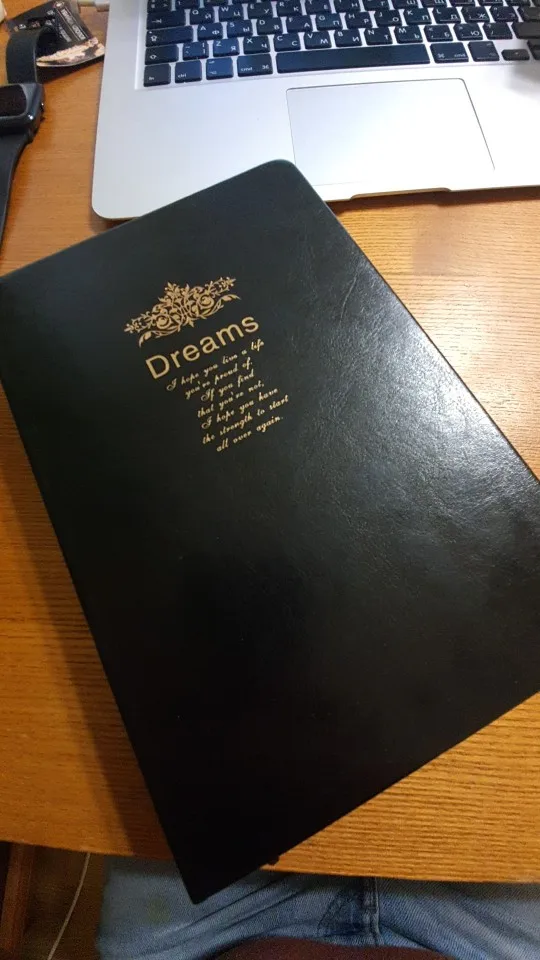 Dreams
I hope you live a life
you're proud of.
If you find
that you're not,
I hope you have
the strength to start
all over again.
cmd